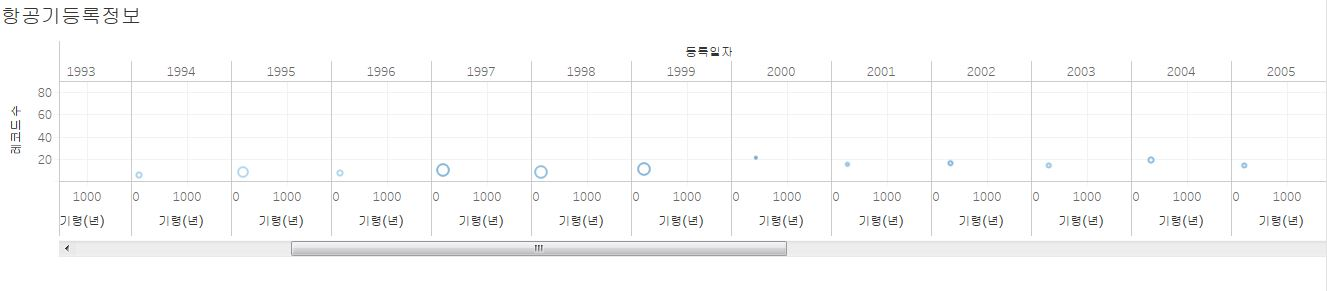 항공기등록정보
등록일자
1993 1994 1995 1996 1997 1998 1999 2000 2001 2002 2003 2004 2005
레코드 수
80
60
40
20
1000 0 1000 0 1000 0 1000 0 1000 0 1000 0 1000 0 1000 0 1000 0 1000 0 1000 0 1000 0 1000
기령(년) 기령(년) 기령(년) 기령(년) 기령(년) 기령(년) 기령(년) 기령(년) 기령(년) 기령(년) 기령(년) 기령(년) 기령(년)